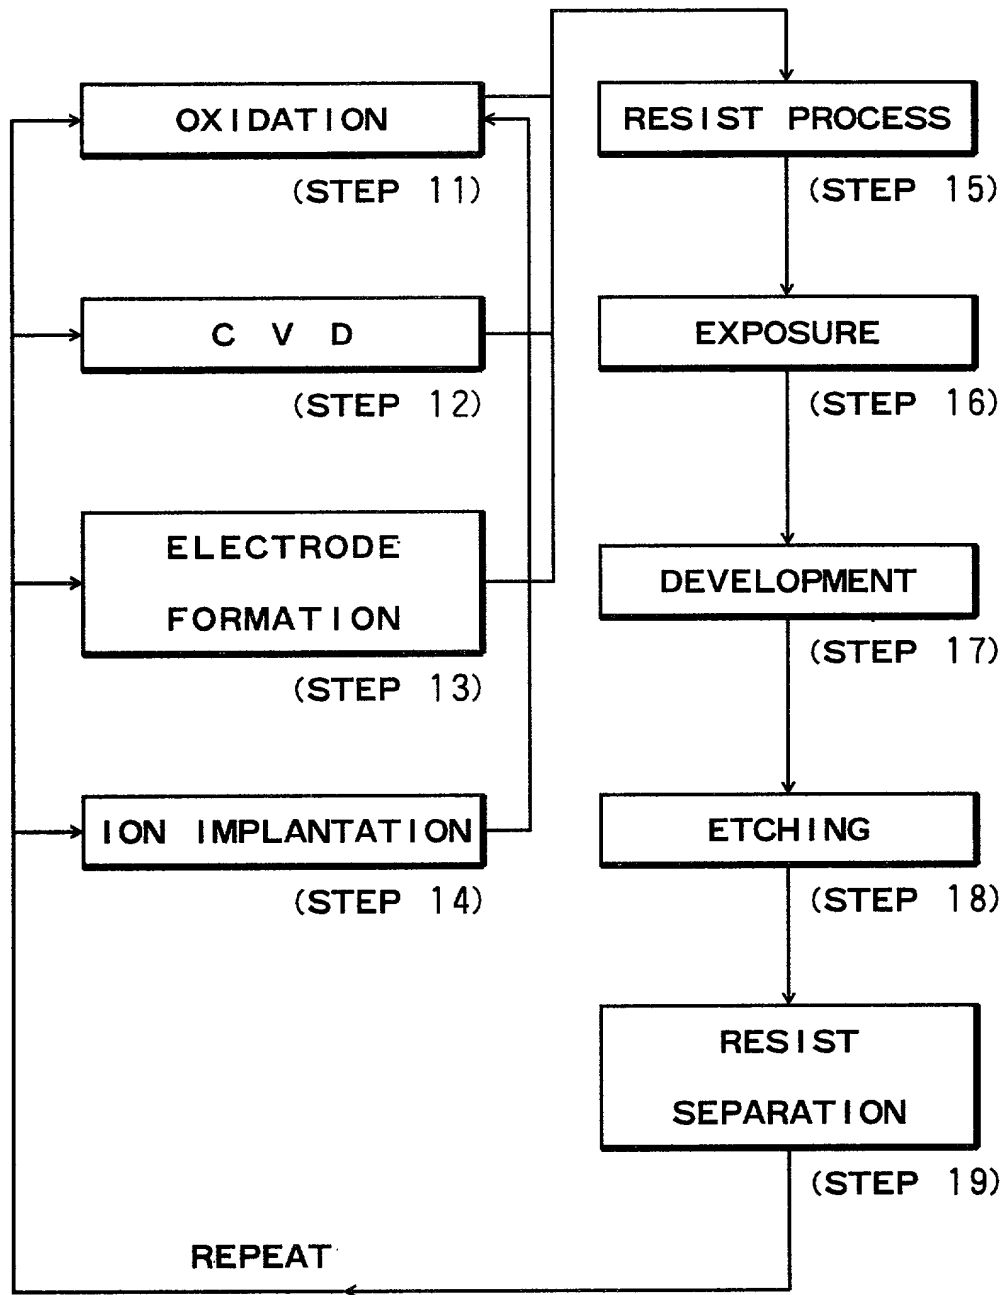 OXIDATION
(STEP 11)
C V D
(STEP 12)
ELECTRODE
FORMATION
(STEP 13)
ION IMPLANTATION
(STEP 14)
RESIST PROCESS
(STEP 15)
EXPOSURE
(STEP 16)
DEVELOPMENT
(STEP 17)
ETCHING
(STEP 18)
RESIST
SEPARATION
(STEP 19)
REPEAT